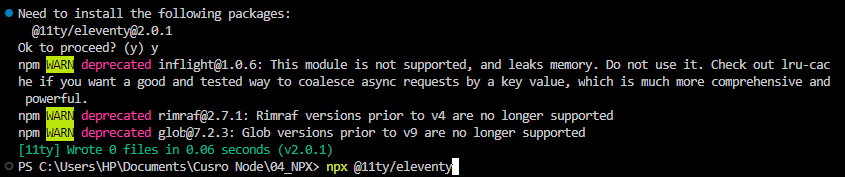 Need to install the following packages:
  @11ty/eleventy@2.0.1
Ok to proceed? (y) y
npm WARN deprecated inflight@1.0.6: This module is not supported, and leaks memory. Do not use it. Check out lru-cac
he if you want a good and tested way to coalesce async requests by a key value, which is much more comprehensive and
 powerful.
npm WARN deprecated rimraf@2.7.1: Rimraf versions prior to v4 are no longer supported
npm WARN deprecated glob@7.2.3: Glob versions prior to v9 are no longer supported
[11ty] Wrote 0 files in 0.06 seconds (v2.0.1)
PS C:\Users\HP\Documents\Cusro Node\04_NPX> npx @11ty/eleventy